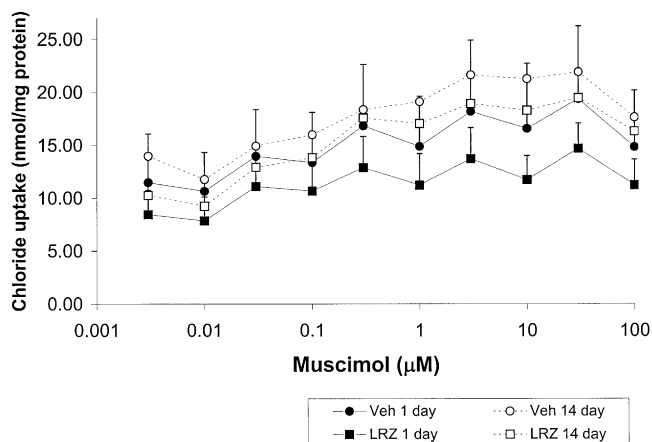 Chloride uptake (nmol/mg protein)
25.00
20.00
15.00
10.00
5.00
0.00
0.001 0.01 0.1 1 10 100
Muscimol (μM)
Veh 1 day Veh 14 day
LRZ 1 day LRZ 14 day